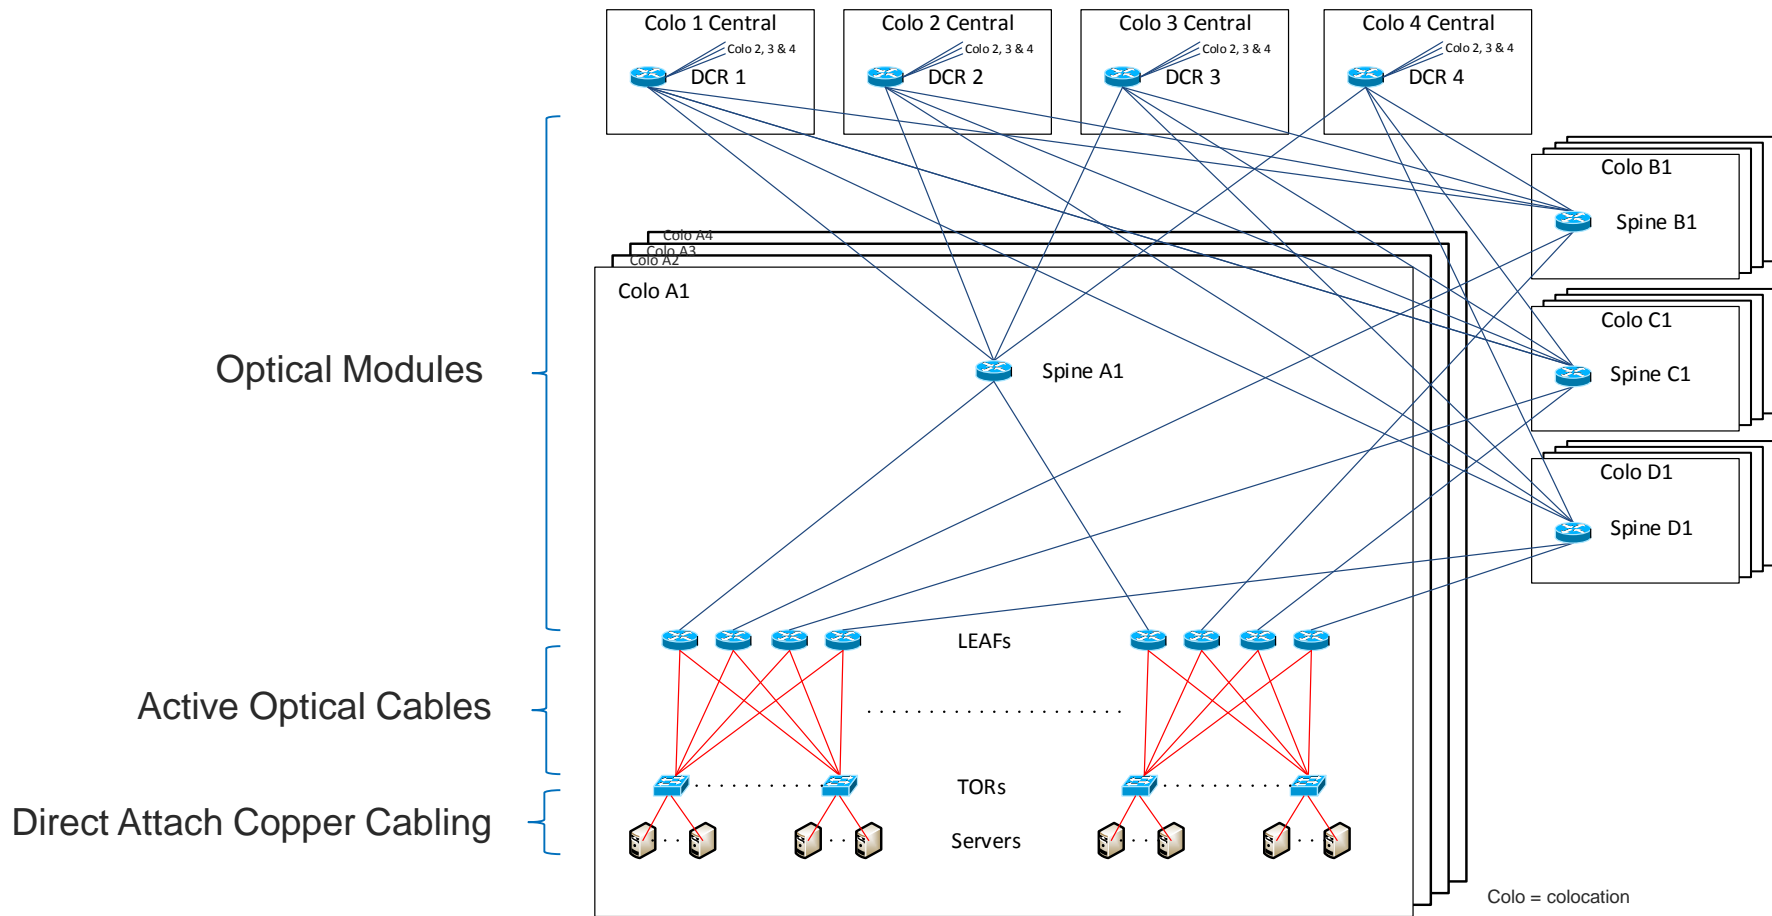 Colo 1 Central
Colo 2, 3 & 4
DCR 1
Colo 2 Central
Colo 2, 3 & 4
DCR 2
Colo 3 Central
Colo 2, 3 & 4
DCR 3
Colo 4 Central
Colo 2, 3 & 4
DCR 4
Colo B1
Spine B1
Colo A4
Colo A3
Colo A2
Colo A1
Colo C1
Optical Modules
Spine A1
Spine C1
Colo D1
Spine D1
LEAFs
Active Optical Cables
TORs
Direct Attach Copper Cabling
Servers
Colo = colocation